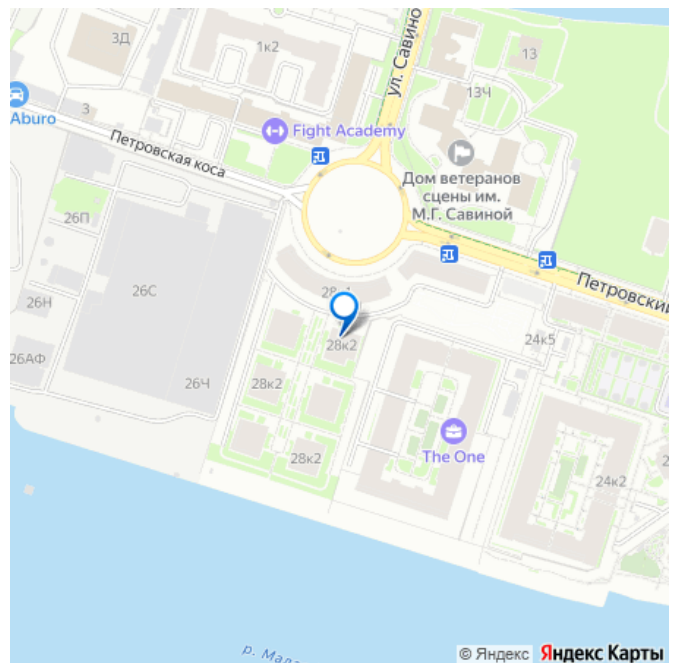 ул. Савино
3Д
1к2
13
13Ч
3
Aburo
Fight Academy
Петровская коса
Дом ветеранов
сцены им.
М.Г. Савиной
26П
26С
26Н
Петровский
28к2
24к5
26АФ
26Ч
28к2
28к2
The One
24к2
2
© Яндекс Яндекс Карты